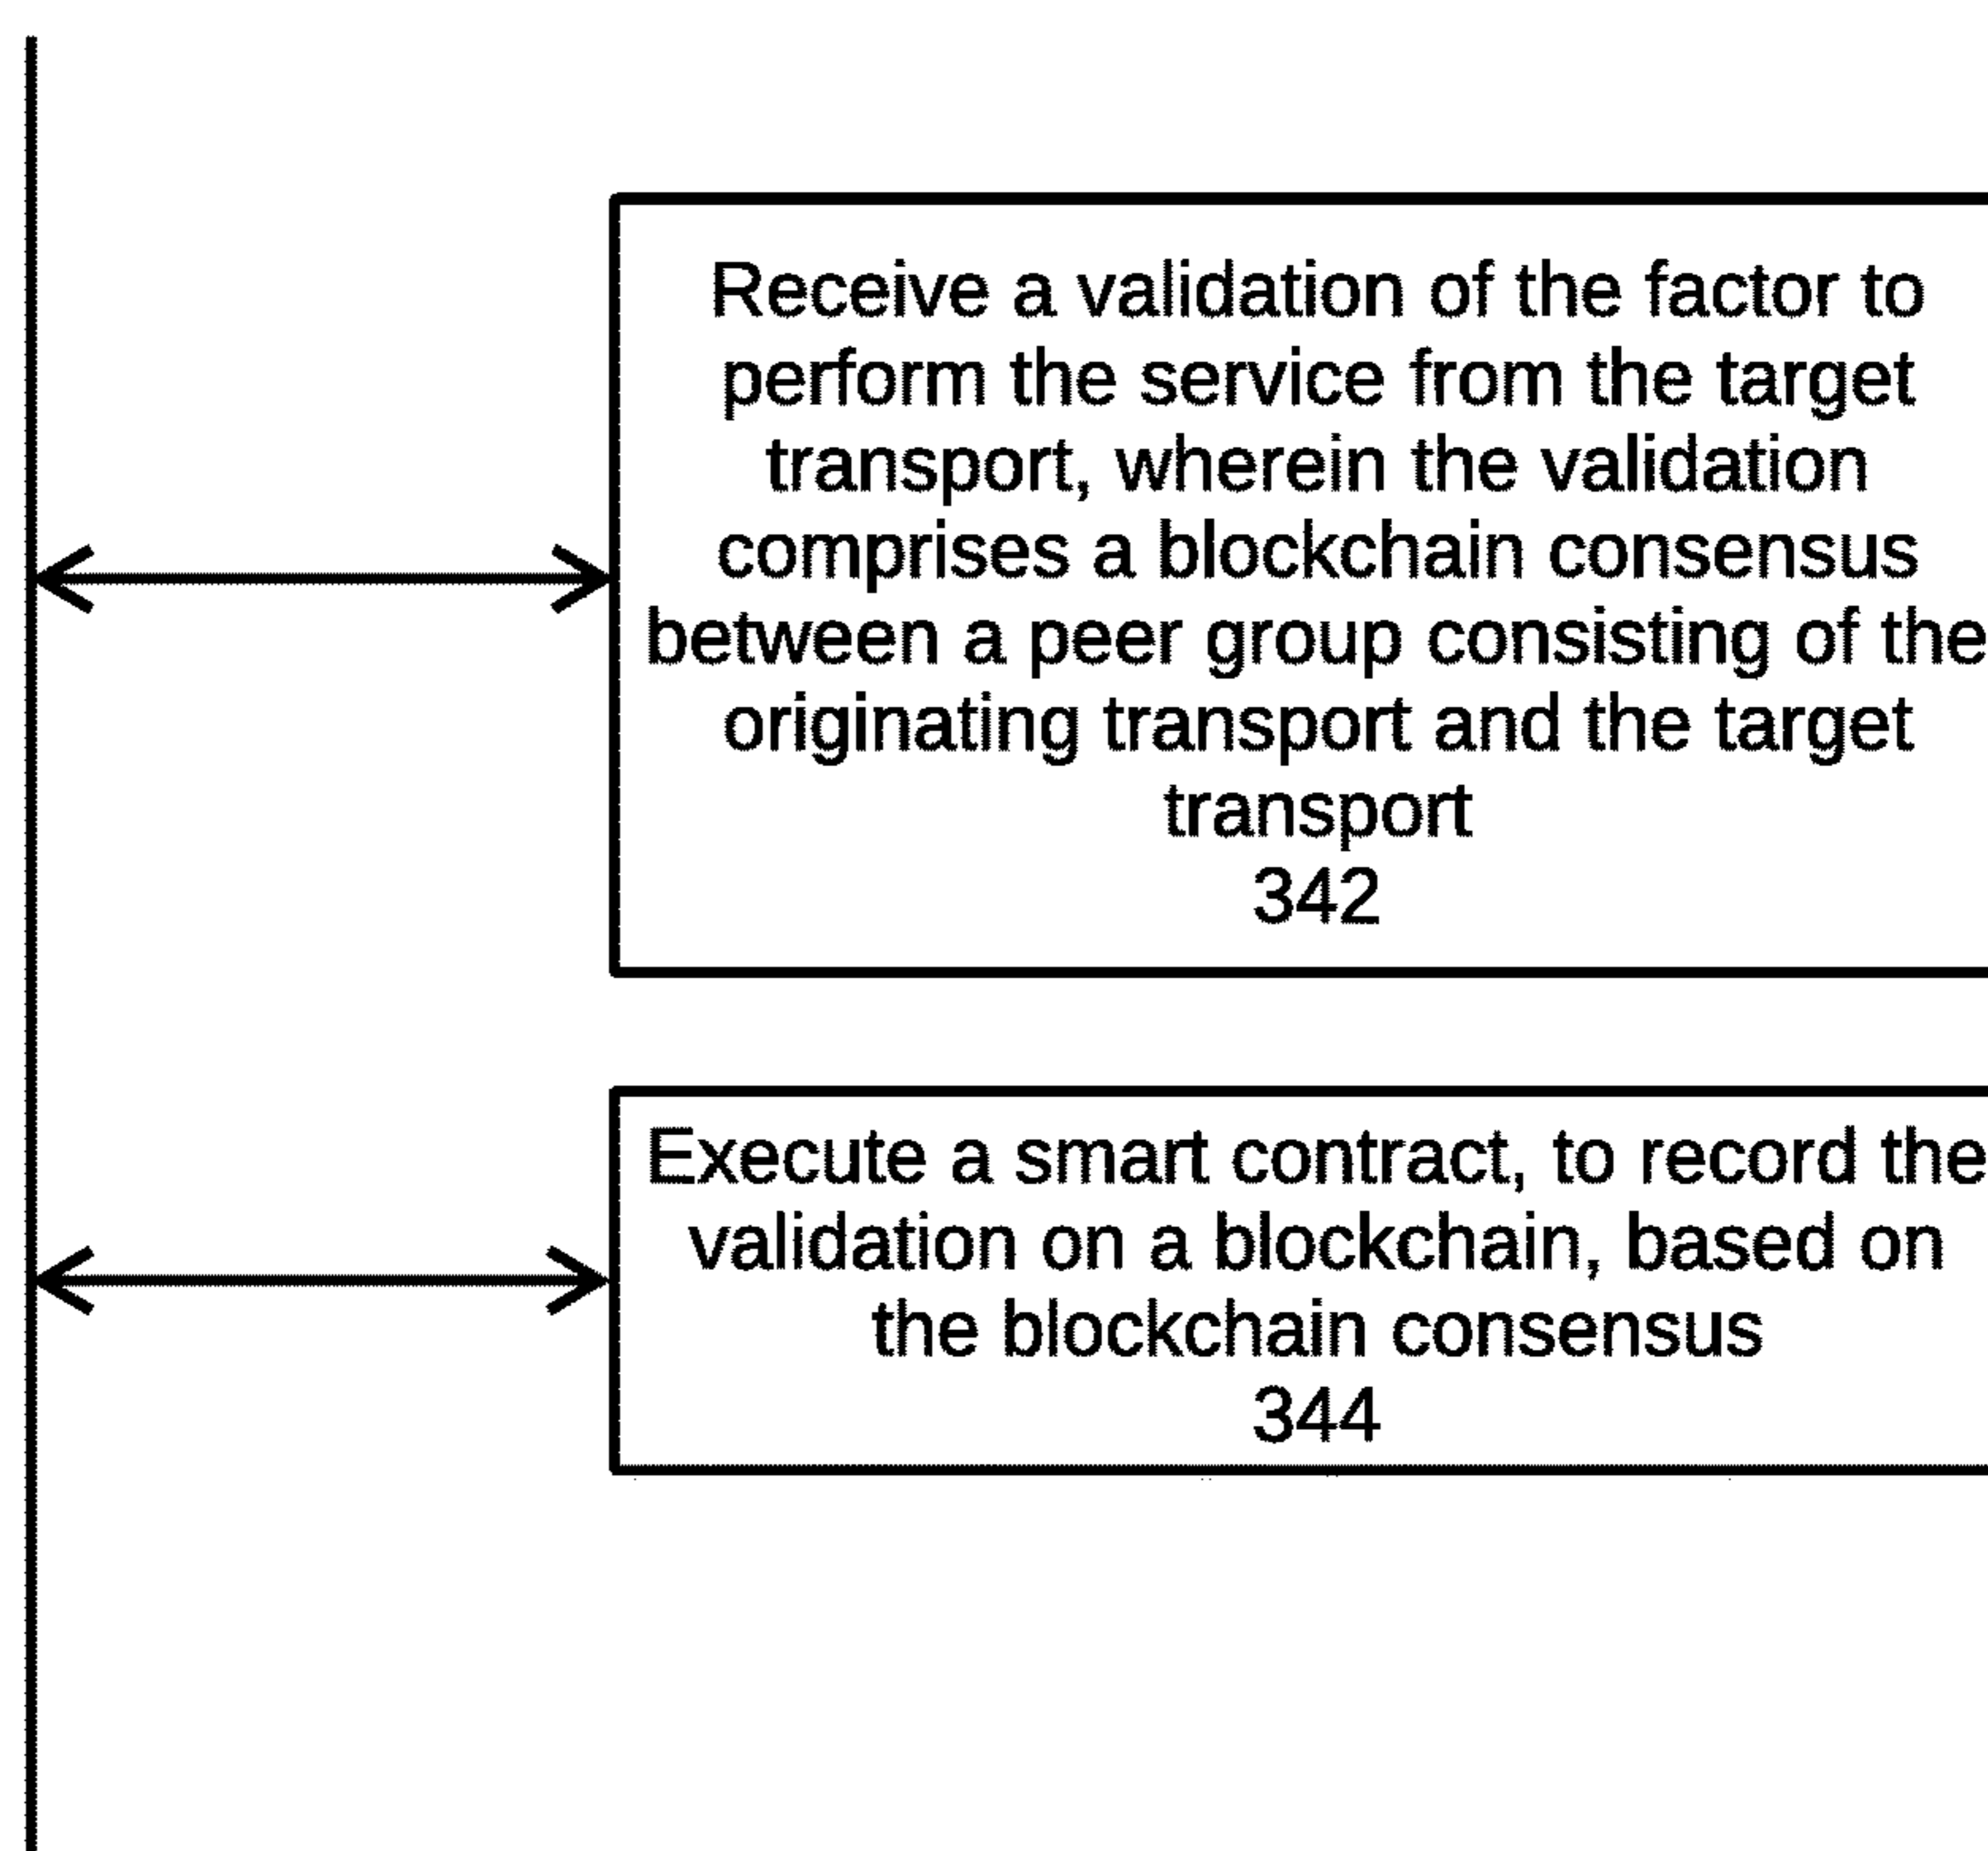 Receive a validation of the factor to
perform the service from the target
transport, wherein the validation
comprises a blockchain consensus
between a peer group consisting of the
originating transport and the target
transport
342
Execute a smart contract, to record the
validation on a blockchain, based on
the blockchain consensus
344